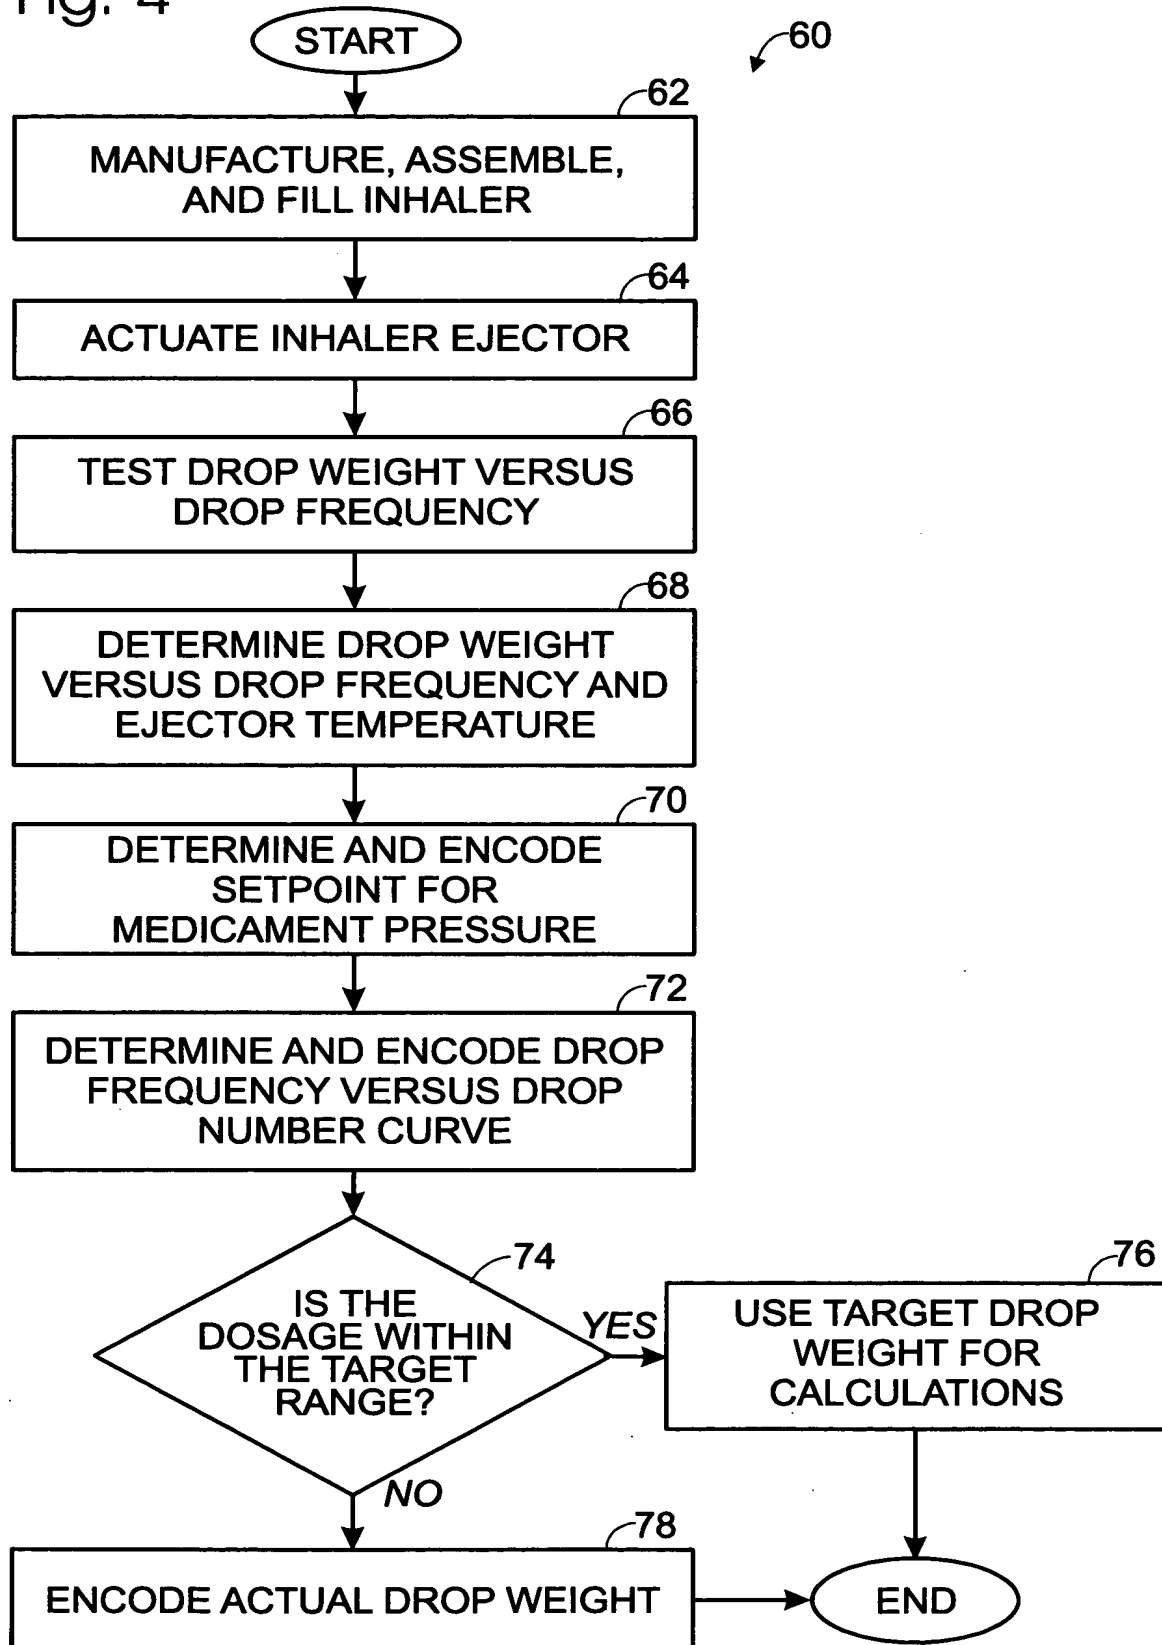 Fig. 4
START
60
62
MANUFACTURE, ASSEMBLE,
AND FILL INHALER
64
ACTUATE INHALER EJECTOR
66
TEST DROP WEIGHT VERSUS
DROP FREQUENCY
68
DETERMINE DROP WEIGHT
VERSUS DROP FREQUENCY AND
EJECTOR TEMPERATURE
70
DETERMINE AND ENCODE
SETPOINT FOR
MEDICAMENT PRESSURE
72
DETERMINE AND ENCODE DROP
FREQUENCY VERSUS DROP
NUMBER CURVE
74
IS THE
DOSAGE WITHIN
THE TARGET
RANGE?
YES
76
USE TARGET DROP
WEIGHT FOR
CALCULATIONS
NO
78
ENCODE ACTUAL DROP WEIGHT
END